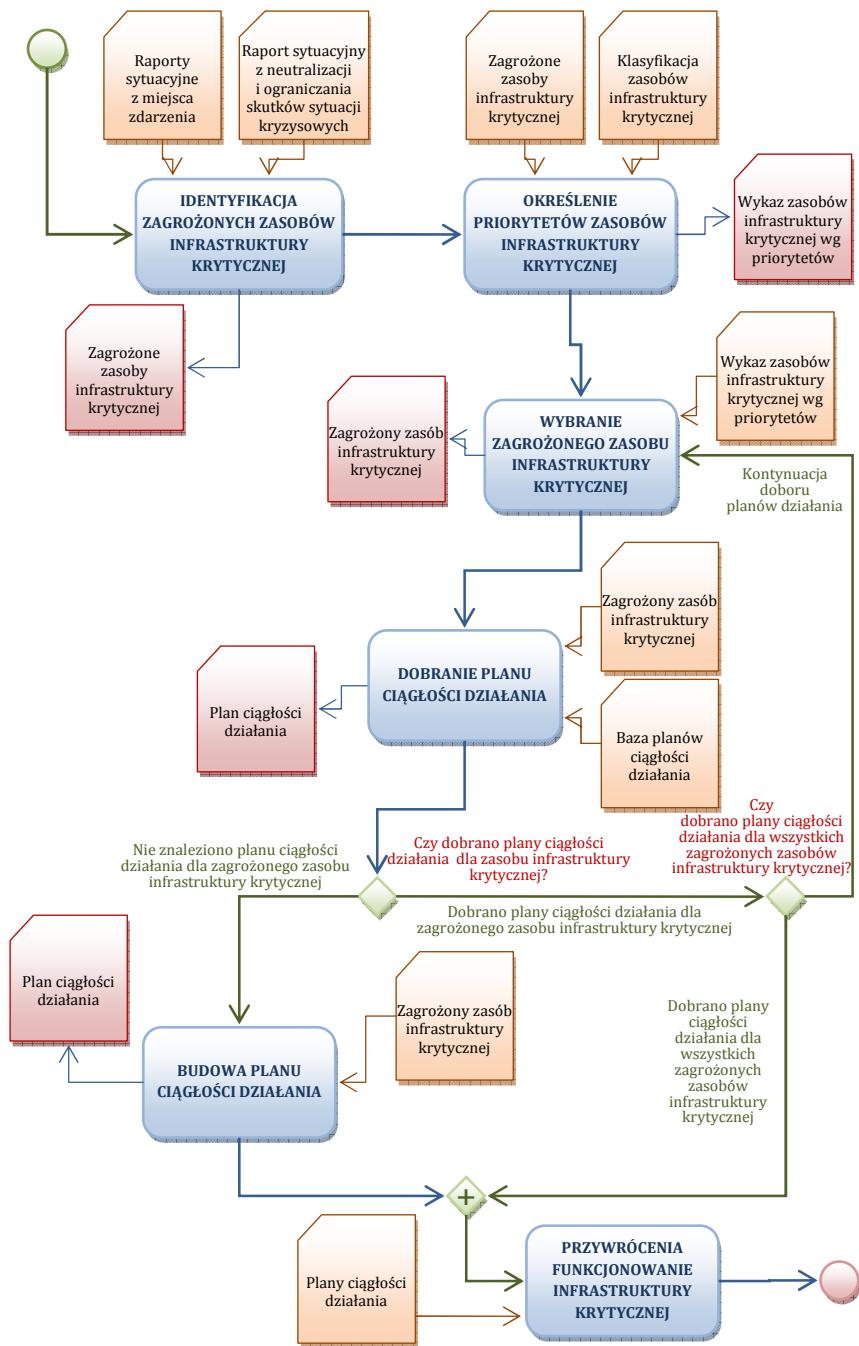 Raporty
sytuacyjne
z miejsca
zdarzenia
Raport sytuacyjny
z neutralizacji
i ograniczania
skutków sytuacji
kryzysowych
Zagrożone
zasoby
infrastruktury
krytycznej
Klasyfikacja
zasobów
infrastruktury
krytycznej
IDENTYFIKACJA
ZAGROŻONYCH ZASOBÓW
INFRASTRUKTURY
KRYTYCZNEJ
OKREŚLENIE
PRIORYTETÓW ZASOBÓW
INFRASTRUKTURY
KRYTYCZNEJ
Wykaz zasobów
infrastruktury
krytycznej wg
priorytetów
Zagrożone
zasoby
infrastruktury
krytycznej
Wykaz zasobów
infrastruktury
krytycznej wg
priorytetów
Zagrożony zasób
infrastruktury
krytycznej
WYBRANIE
ZAGROŻONEGO ZASOBU
INFRASTRUKTURY
KRYTYCZNEJ
Kontynuacja
doboru
planów działania
Zagrożony zasób
infrastruktury
krytycznej
DOBRANIE PLANU
CIĄGŁOŚCI DZIAŁANIA
Plan ciągłości
działania
Baza planów
ciągłości
działania
Nie znaleziono planu ciągłości
działania dla zagrożonego zasobu
infrastruktury krytycznej
Czy dobrano plany ciągłości
działania dla zasobu infrastruktury
krytycznej?
Czy
dobrano plany ciągłości
działania dla wszystkich
zagrożonych zasobów
infrastruktury krytycznej?
Dobrano plany ciągłości działania dla
zagrożonego zasobu infrastruktury krytycznej
Plan ciągłości
działania
Zagrożony zasób
infrastruktury
krytycznej
Dobrano plany
ciągłości
działania dla
wszystkich
zagrożonych
zasobów
infrastruktury
krytycznej
BUDOWA PLANU
CIĄGŁOŚCI DZIAŁANIA
Plany ciągłości
działania
PRZYWRÓCENIA
FUNKCJONOWANIE
INFRASTRUKTURY
KRYTYCZNEJ